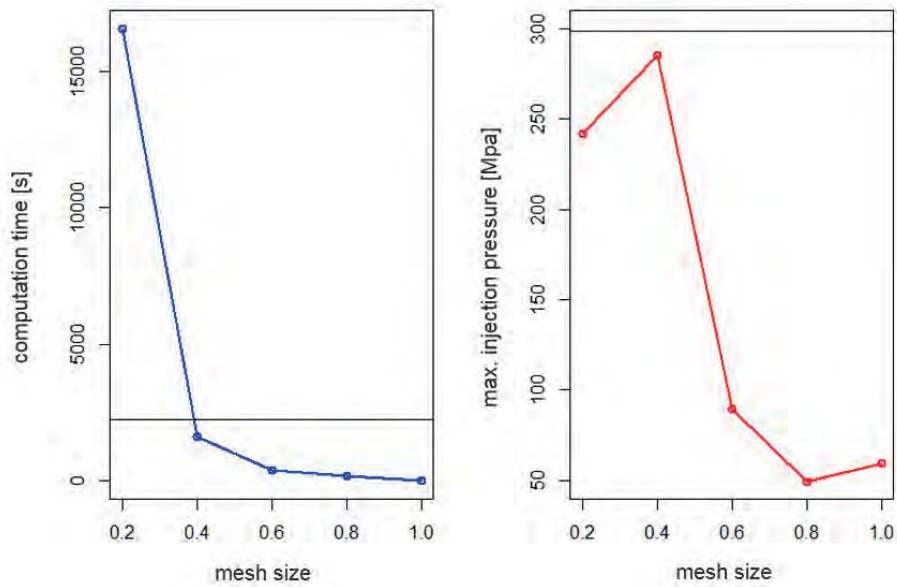 computation time [s]
15000
10000
5000
0
0.2 0.4 0.6 0.8 1.0
mesh size
max. injection pressure [Mpa]
300
250
200
150
100
50
0.2 0.4 0.6 0.8 1.0
mesh size